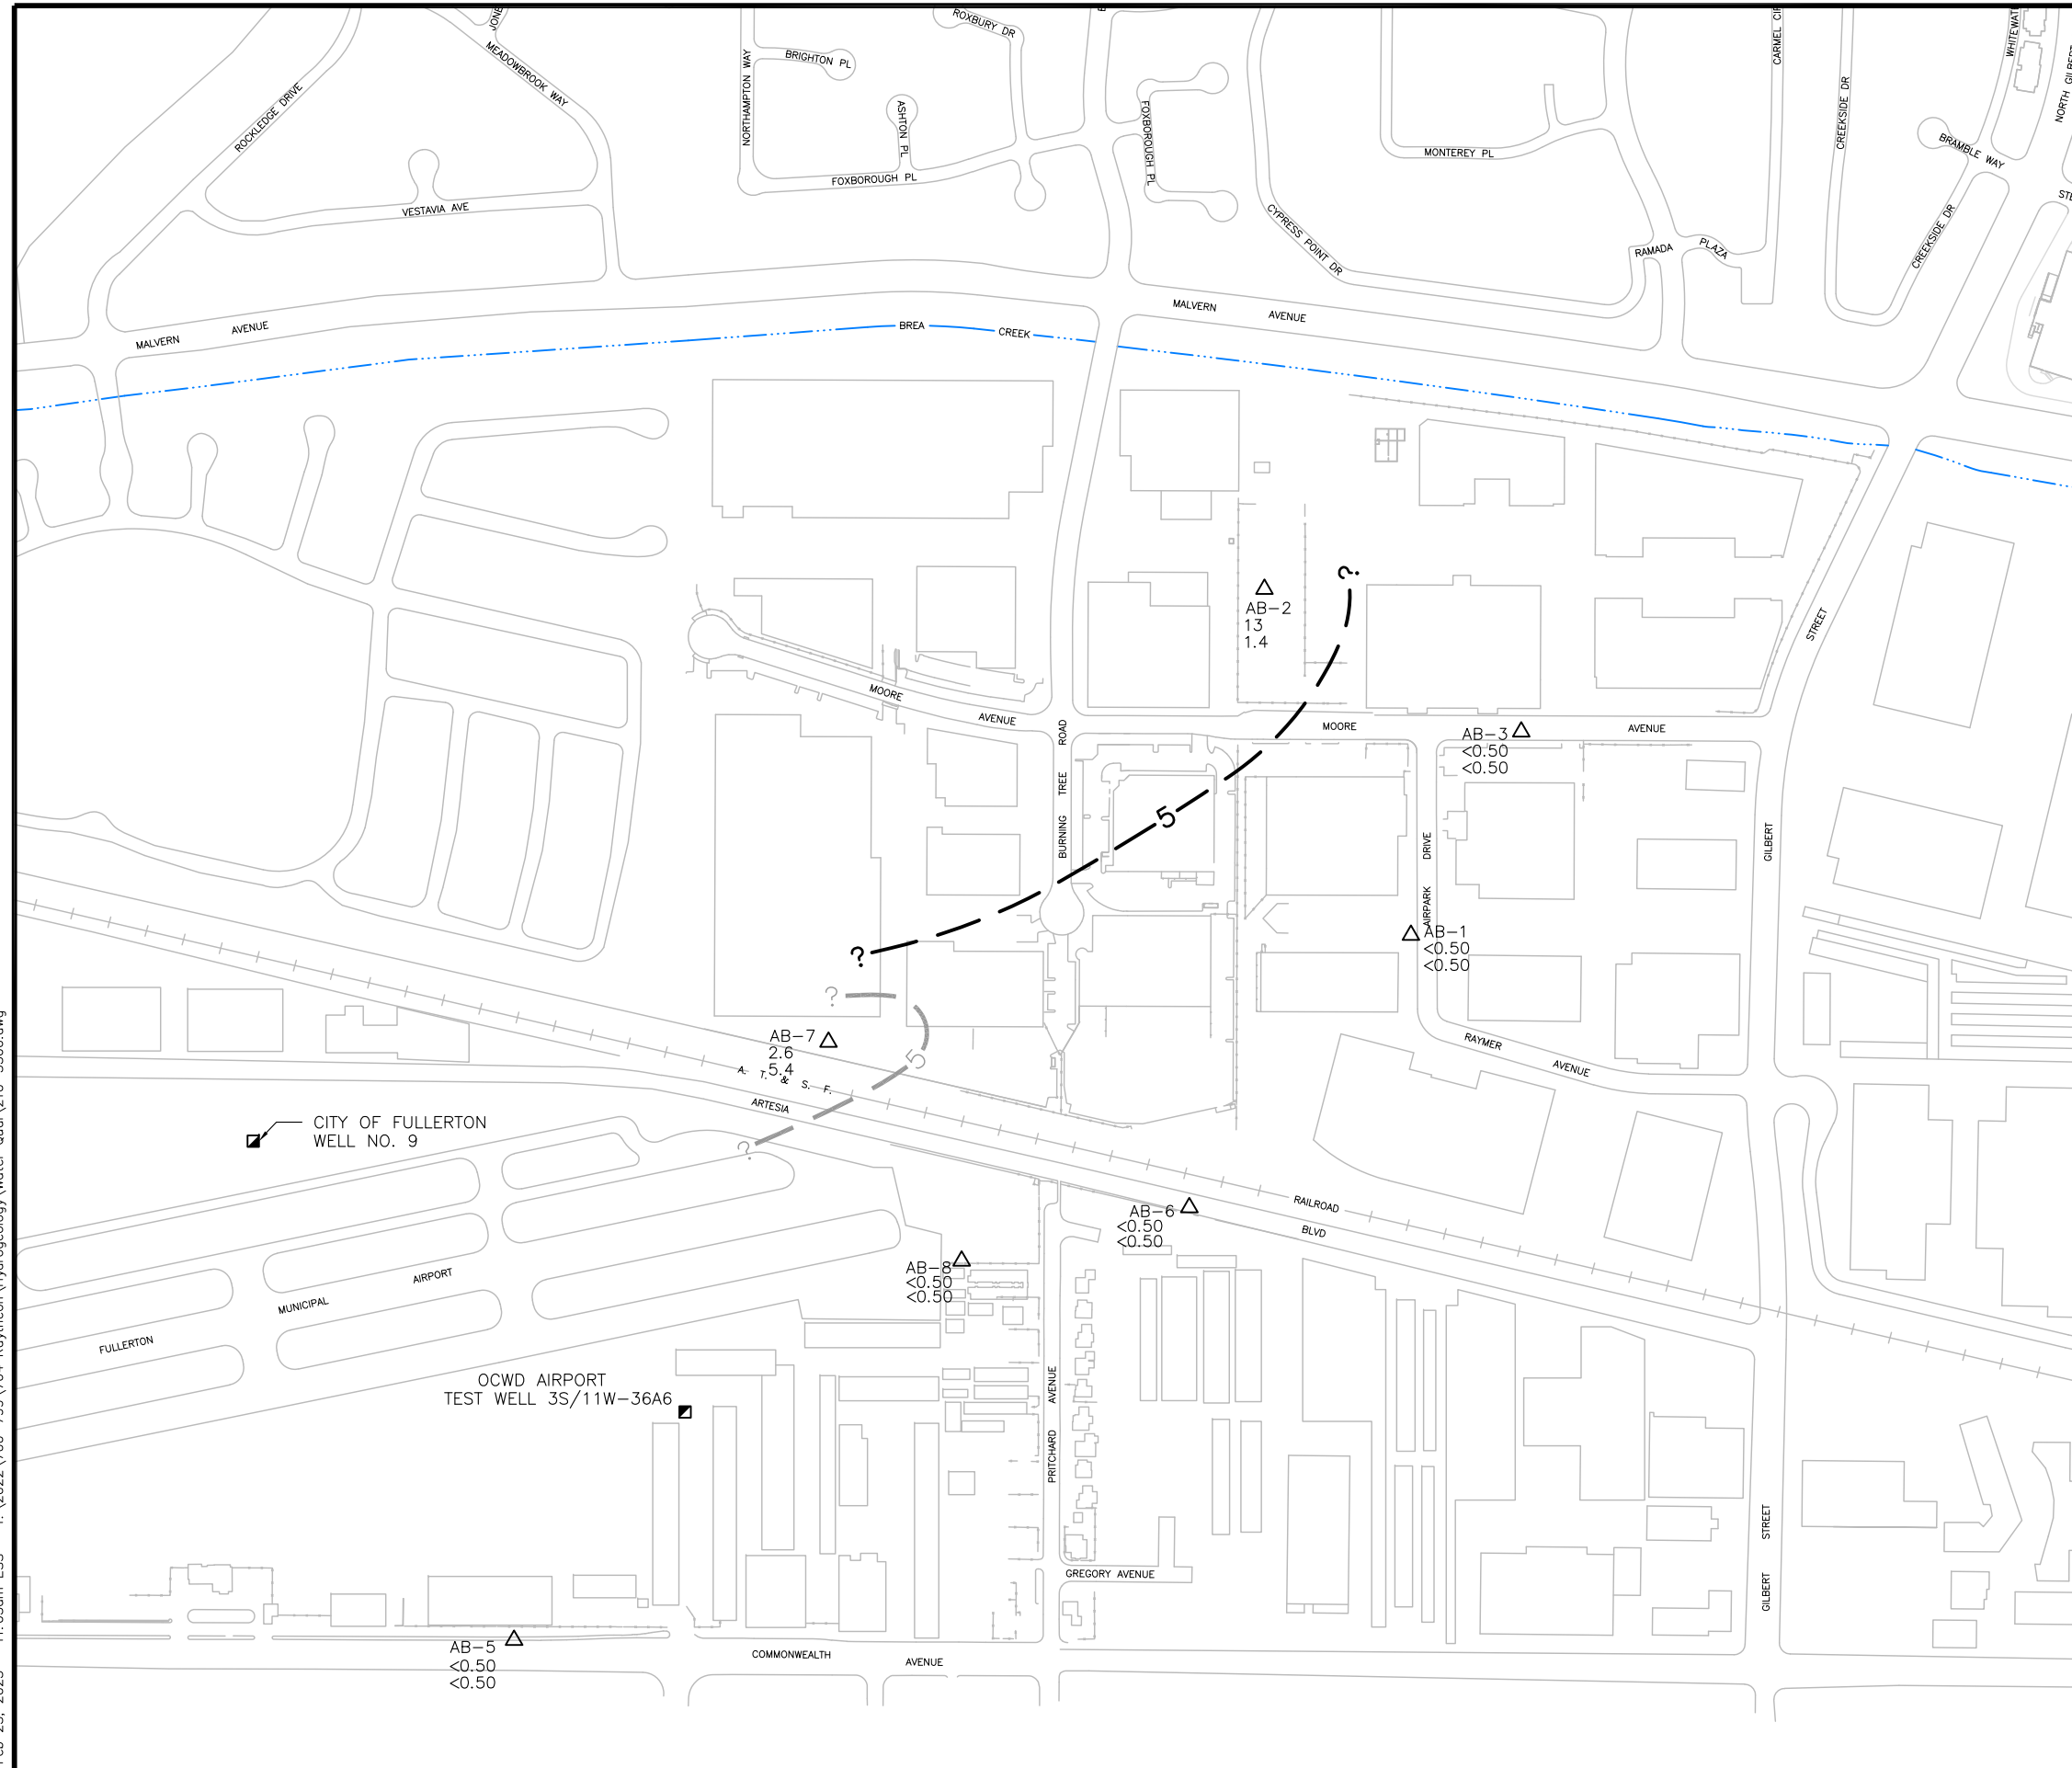 JONE
MEADOWBROOK WAY
ROCKLEDGE DRIVE
VESTAVIA AVE
NORTHAMPTON WAY
BRIGHTON PL
ASHTON PL
FOXBOROUGH PL
ROXBURY DR
FOXBOROUGH PL
CYPRESS POINT DR
MONTEREY PL
RAMADA PLAZA
CARMEL CIR
CREEKSIDE DR
WHITEWAT
NORTH GILBERT
BRAMBLE WAY
CREEKSIDE DR
STE
MALVERN AVENUE
MALVERN AVENUE
BREA CREEK
?
AB-2
13
1.4
STREET
MOORE AVENUE
MOORE AVENUE
BURNING TREE ROAD
AB-3
<0.50
<0.50
5
GILBERT
AIRPARK DRIVE
AB-1
<0.50
<0.50
?
?
5
?
AB-7
2.6
5.4
A. T. & S. F.
ARTESIA
RAYMER AVENUE
CITY OF FULLERTON
WELL NO. 9
RAILROAD
BLVD
AB-6
<0.50
<0.50
AB-8
<0.50
<0.50
FULLERTON MUNICIPAL AIRPORT
OCWD AIRPORT
TEST WELL 3S/11W-36A6
PRITCHARD AVENUE
GREGORY AVENUE
GILBERT STREET
AB-5
<0.50
<0.50
COMMONWEALTH AVENUE